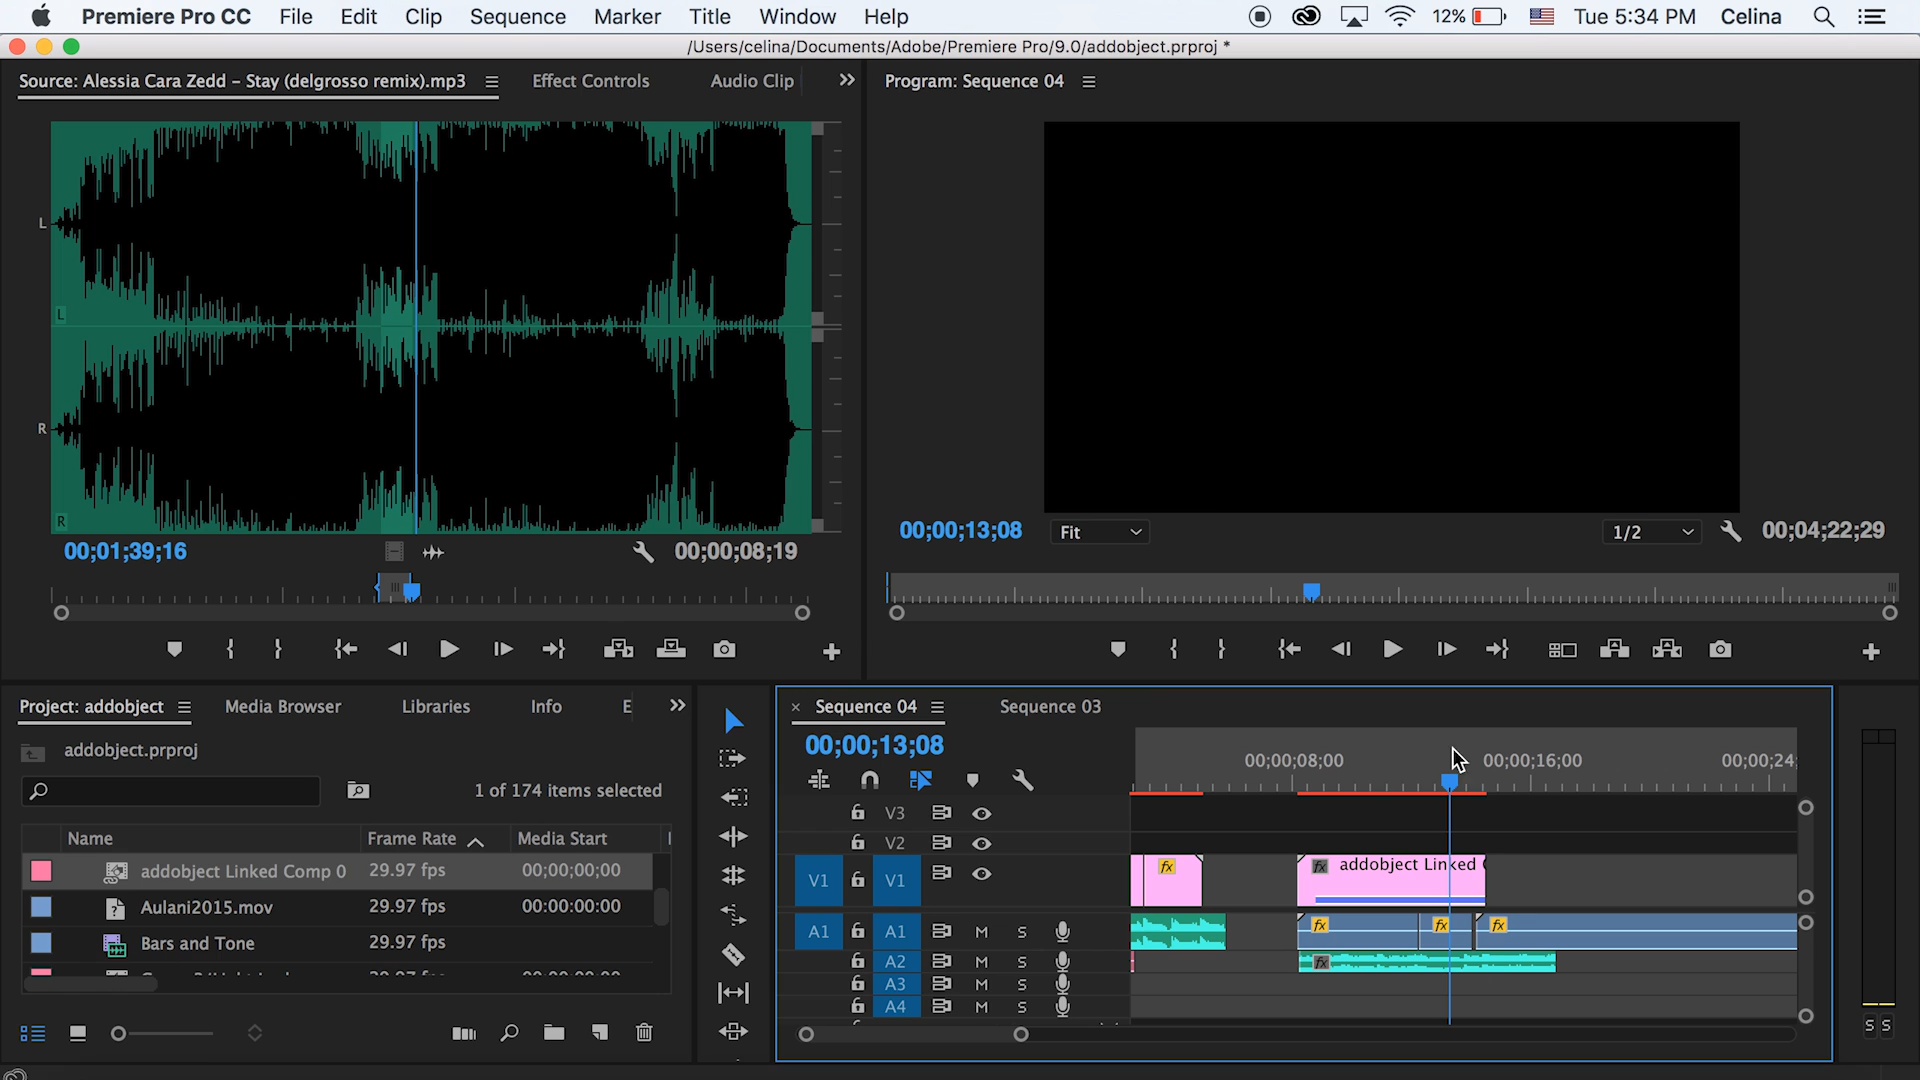 Premiere Pro CC File Edit Clip Sequence Marker Title Window Help 12% Tue 5:34 PM Celina
/Users/celina/Documents/Adobe/Premiere Pro/9.0/addobject.prproj *
Source: Alessia Cara Zedd – Stay (delgrosso remix).mp3 Effect Controls Audio Clip
Program: Sequence 04
L
L
R
R
00;01;39;16 00;00;08;19
00;00;13;08 Fit 1/2 00;04;22;29
Project: addobject Media Browser Libraries Info E
addobject.prproj
1 of 174 items selected
Name Frame Rate Media Start
addobject Linked Comp 0 29.97 fps 00;00;00;00
Aulani2015.mov 29.97 fps 00:00:00:00
Bars and Tone 29.97 fps
× Sequence 04 Sequence 03
00;00;13;08
00;00;08;00 00;00;16;00 00;00;24;
V3
V2
V1 V1 fx fx addobject Linked
A1 A1 M S fx fx fx
A2 M S fx
A3 M S
A4 M S
S S